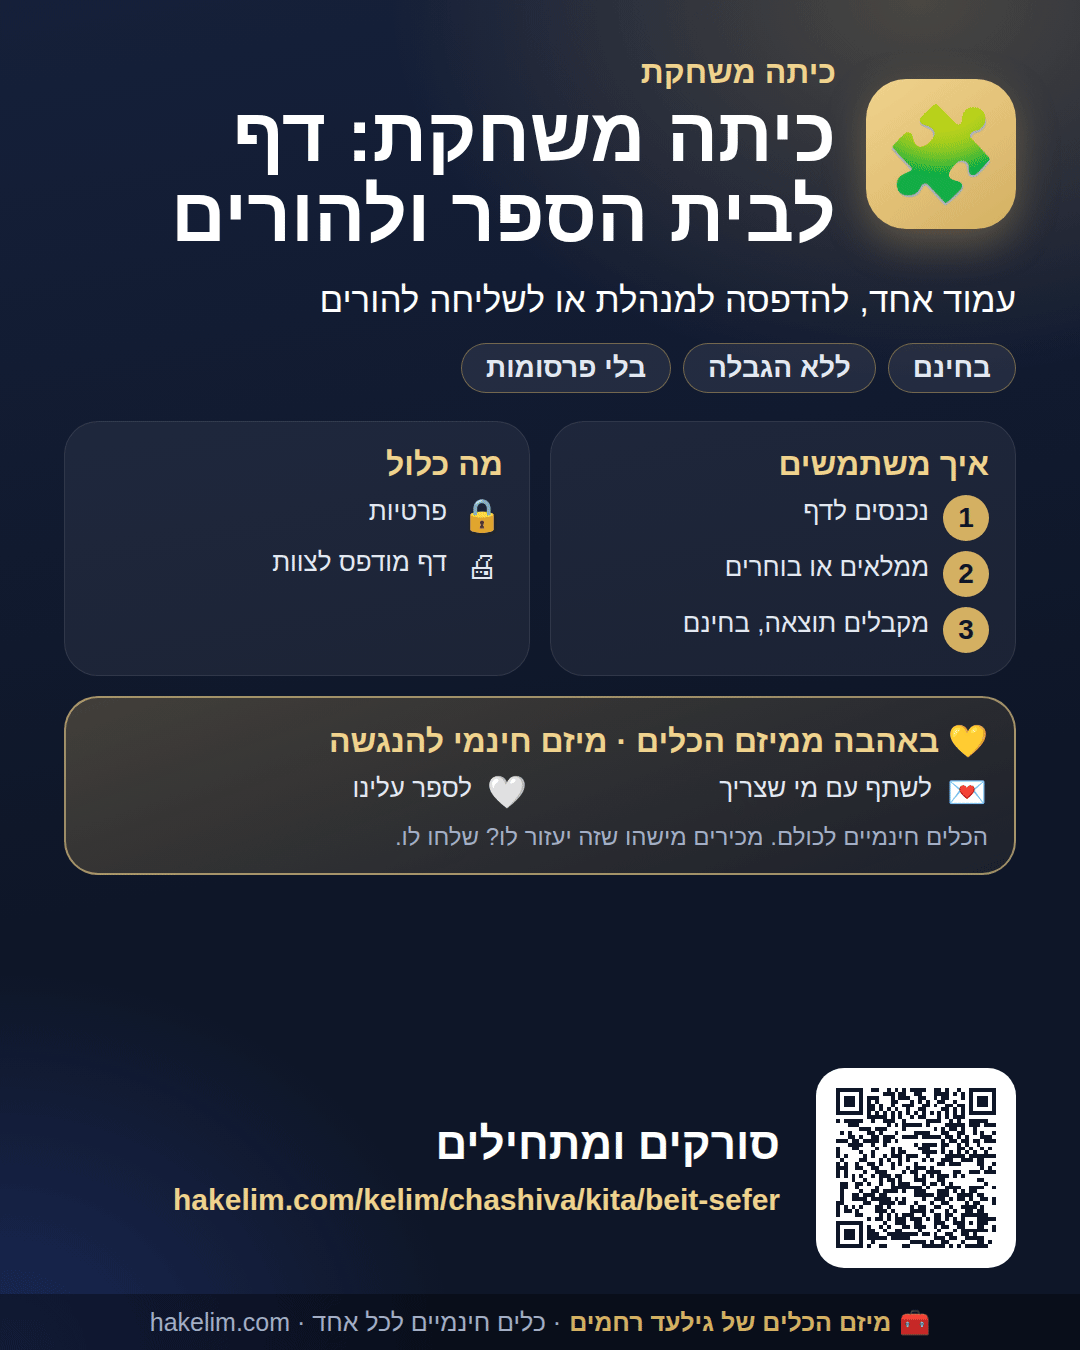 כיתה משחקת
כיתה משחקת: דף
לבית הספר ולהורים
עמוד אחד, להדפסה למנהלת או לשליחה להורים
בחינם
ללא הגבלה
בלי פרסומות
איך משתמשים
1 נכנסים לדף
2 ממלאים או בוחרים
3 מקבלים תוצאה, בחינם
מה כלול
פרטיות
דף מודפס לצוות
באהבה ממיזם הכלים · מיזם חינמי להנגשה
לשתף עם מי שצריך
לספר עלינו
הכלים חינמיים לכולם. מכירים מישהו שזה יעזור לו? שלחו לו.
סורקים ומתחילים
hakelim.com/kelim/chashiva/kita/beit-sefer
מיזם הכלים של גילעד רחמים · כלים חינמיים לכל אחד · hakelim.com